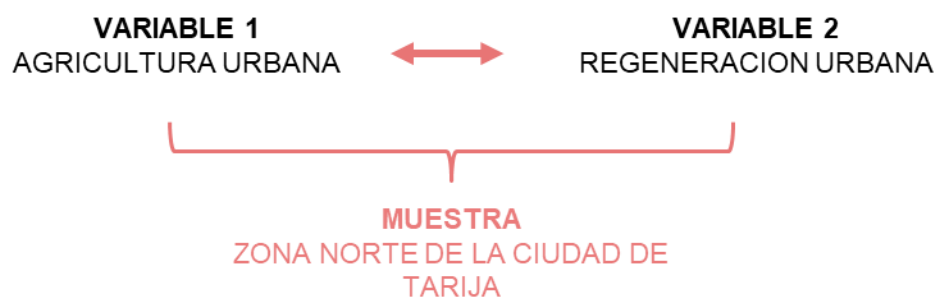 VARIABLE 1
AGRICULTURA URBANA
VARIABLE 2
REGENERACION URBANA
MUESTRA
ZONA NORTE DE LA CIUDAD DE
TARIJA